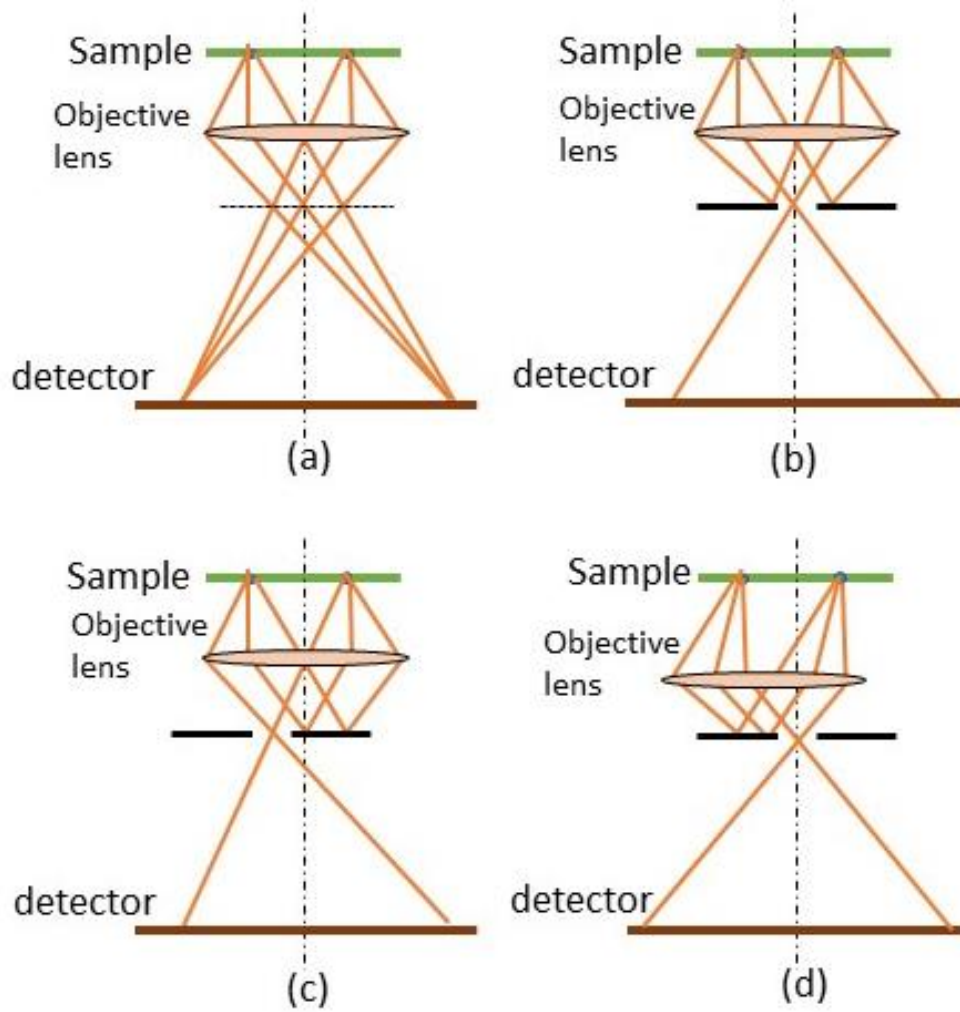 Sample
Objective
lens
detector
(a)
Sample
Objective
lens
detector
(b)
Sample
Objective
lens
detector
(c)
Sample
Objective
lens
detector
(d)